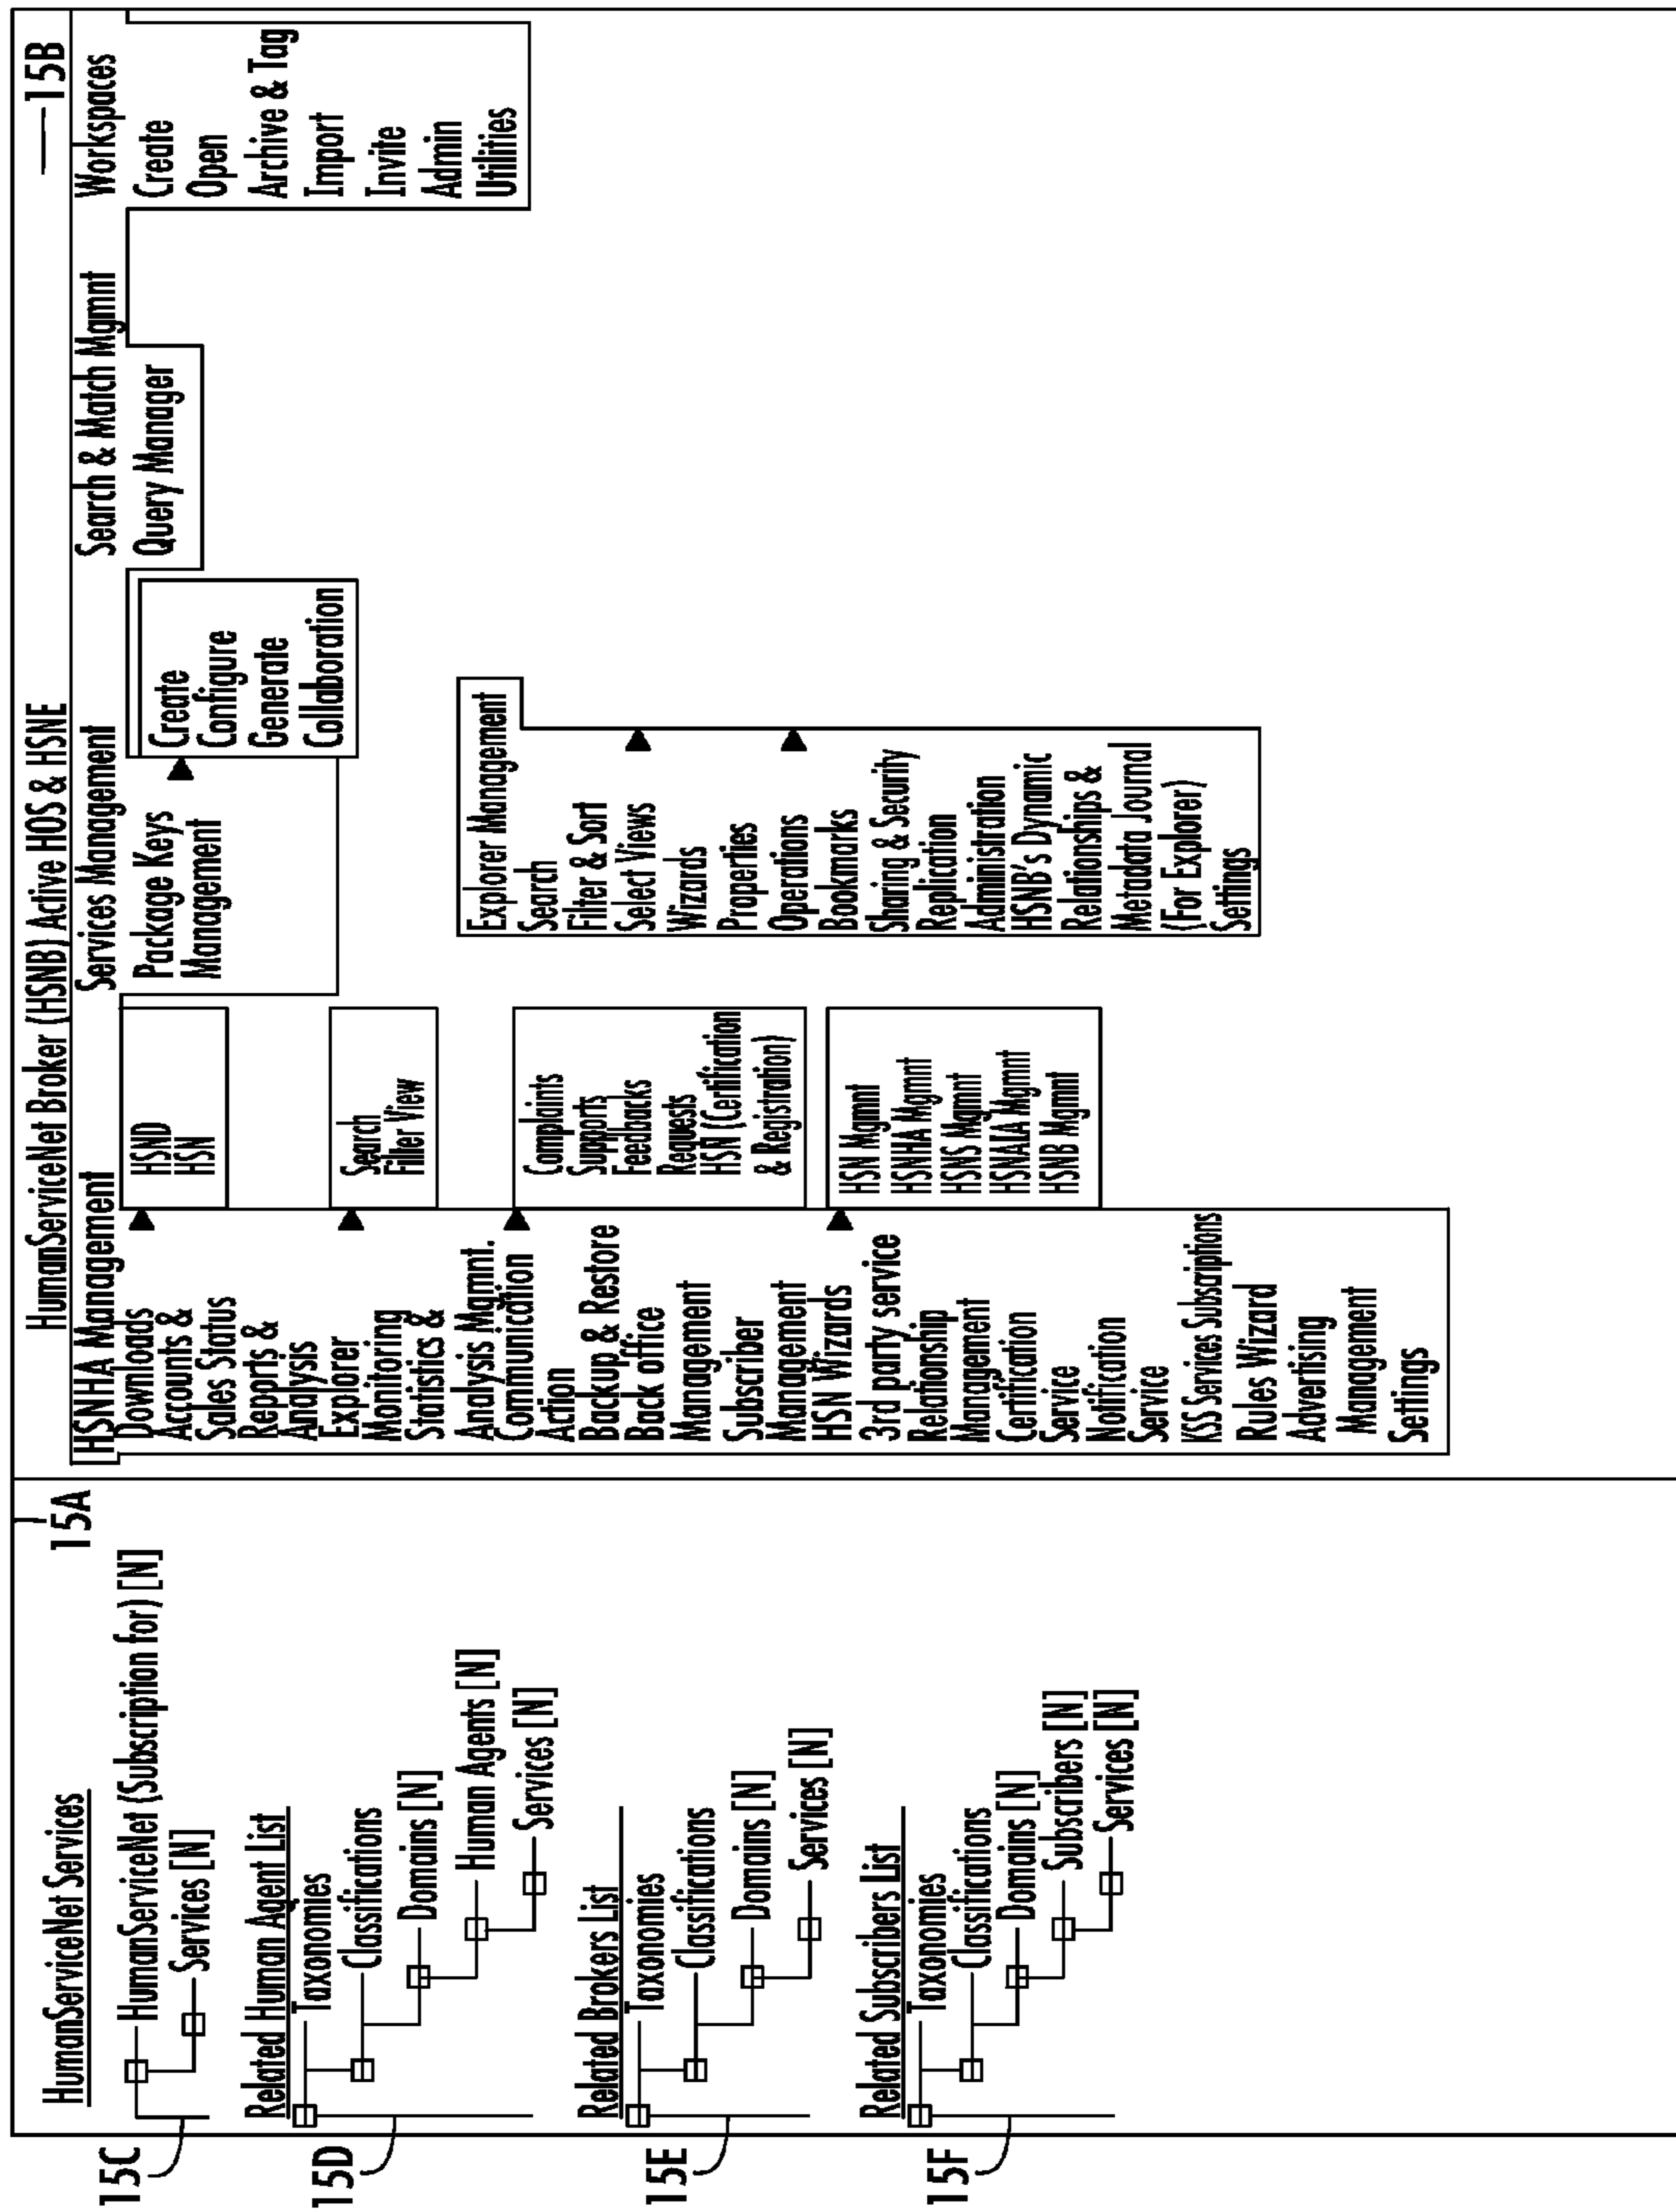 HumanServiceNet Broker (HSNB) Active HOS & HSNE
15A
15B
HumanServiceNet Services
15C
HumanServiceNet (Subscription for) [N]
Services [N]
Related Human Agent List
15D
Taxonomies
Classifications
Domains [N]
Human Agents [N]
Services [N]
Related Brokers List
15E
Taxonomies
Classifications
Domains [N]
Services [N]
Related Subscribers List
15F
Taxonomies
Classifications
Domains [N]
Subscribers [N]
Services [N]
HSNHA Management
Downloads
Accounts &
Sales Status
Reports &
Analysis
Explorer
Monitoring
Statistics &
Analysis Mgmnt.
Communication
Action
Backup & Restore
Back office
Management
Subscriber
Management
HSN Wizards
3rd party service
Relationship
Management
Certification
Service
Notification
Service
KSS Services Subscriptions
Rules Wizard
Advertising
Management
Settings
HSND
HSN
Search
Filler View
Complaints
Supports
Feedbacks
Requests
HSN (Certification
& Registration)
HSN Mgmnt
HSNHA Mgmnt
HSNS Mgmnt
HSNALA Mgmnt
HSNB Mgmnt
Services Management
Package Keys
Management
Create
Configure
Generate
Collaboration
Explorer Management
Search
Filter & Sort
Select Views
Wizards
Properties
Operations
Bookmarks
Sharing & Security
Replication
Administration
HSNB's Dynamic
Relationships &
Metadata Journal
(For Explorer)
Settings
Search & Match Mgmnt
Query Manager
Workspaces
Create
Open
Archive & Tag
Import
Invite
Admin
Utilities